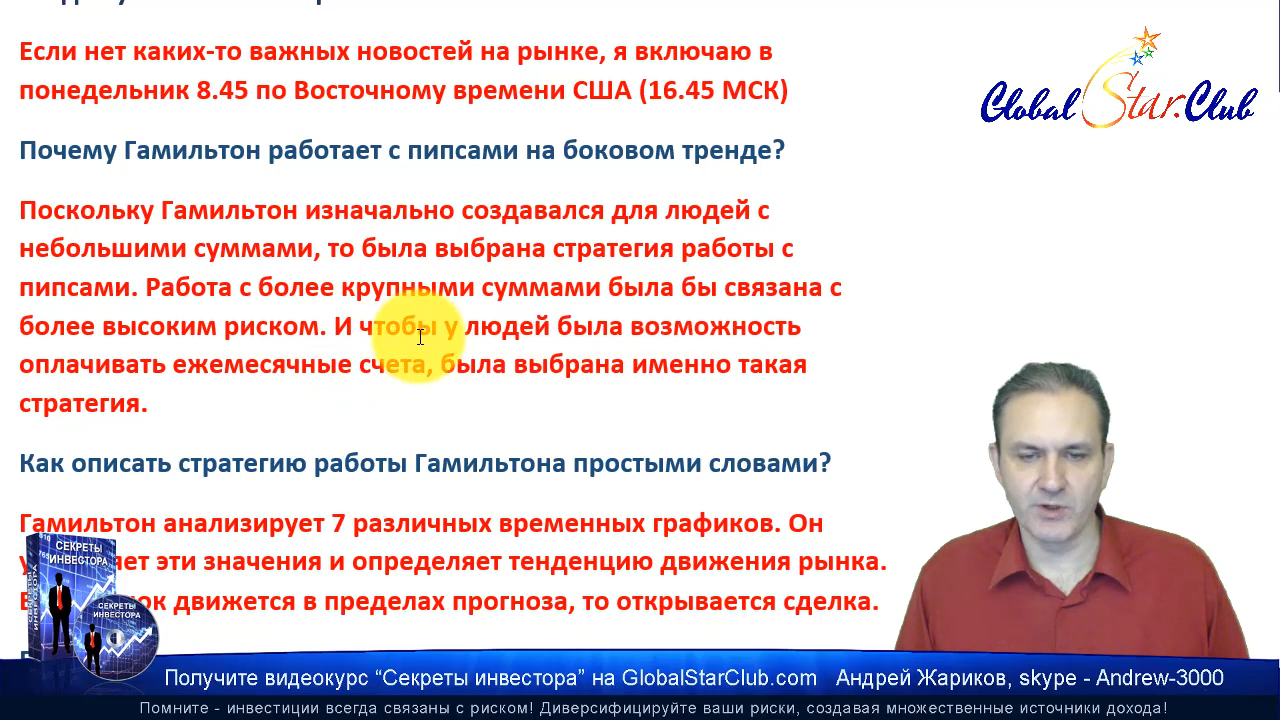 Если нет каких-то важных новостей на рынке, я включаю в
понедельник 8.45 по Восточному времени США (16.45 МСК)
Global Star.Club
Почему Гамильтон работает с пипсами на боковом тренде?
Поскольку Гамильтон изначально создавался для людей с
небольшими суммами, то была выбрана стратегия работы с
пипсами. Работа с более крупными суммами была бы связана с
более высоким риском. И чтобы у людей была возможность
оплачивать ежемесячные счета, была выбрана именно такая
стратегия.
Как описать стратегию работы Гамильтона простыми словами?
Гамильтон анализирует 7 различных временных графиков. Он
эти значения и определяет тенденцию движения рынка.
движется в пределах прогноза, то открывается сделка.
СЕКРЕТЫ
ИНВЕСТОРА
СЕКРЕТЫ
ИНВЕСТОРА
Получите видеокурс “Секреты инвестора” на GlobalStarClub.com Андрей Жариков, skype - Andrew-3000
Помните - инвестиции всегда связаны с риском! Диверсифицируйте ваши риски, создавая множественные источники дохода!